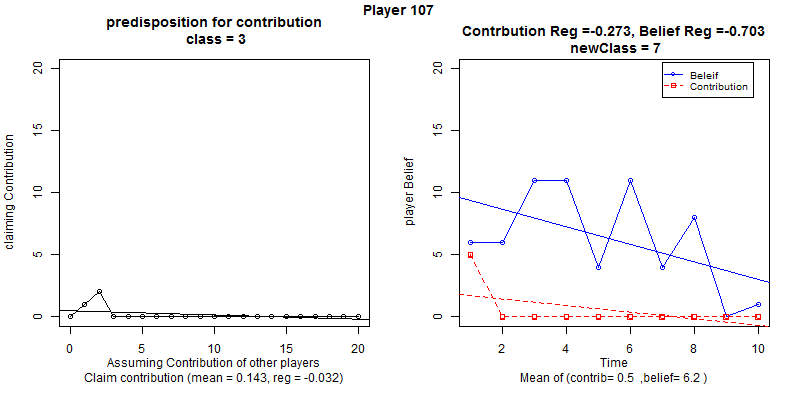 Player 107
predisposition for contribution
class = 3
claiming Contribution
20
15
10
5
0
0 5 10 15 20
Assuming Contribution of other players
Claim contribution (mean = 0.143, reg = -0.032)
Contrbution Reg =-0.273, Belief Reg =-0.703
newClass = 7
Beleif
Contribution
player Belief
20
15
10
5
0
2 4 6 8 10
Time
Mean of (contrib= 0.5 ,belief= 6.2 )